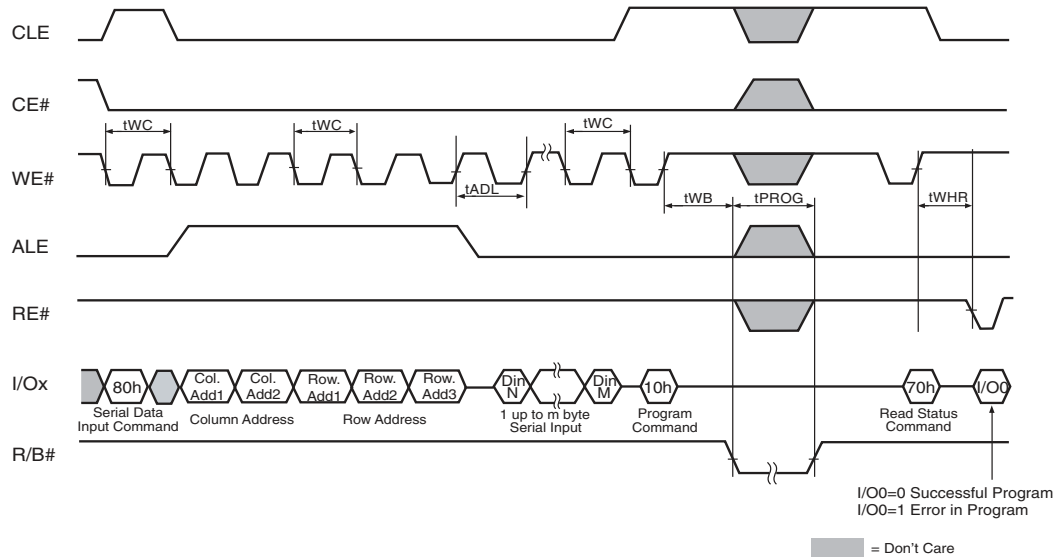 CLE
CE#
tWC
tWC
tWC
WE#
tADL
tWB
tPROG
tWHR
ALE
RE#
I/Ox
80h
Col.
Add1
Col.
Add2
Row.
Add1
Row.
Add2
Row.
Add3
Din
N
Din
M
10h
70h
I/O0
Serial Data
Input Command
Column Address
Row Address
1 up to m byte
Serial Input
Program
Command
Read Status
Command
R/B#
I/O0=0 Successful Program
I/O0=1 Error in Program
= Don't Care